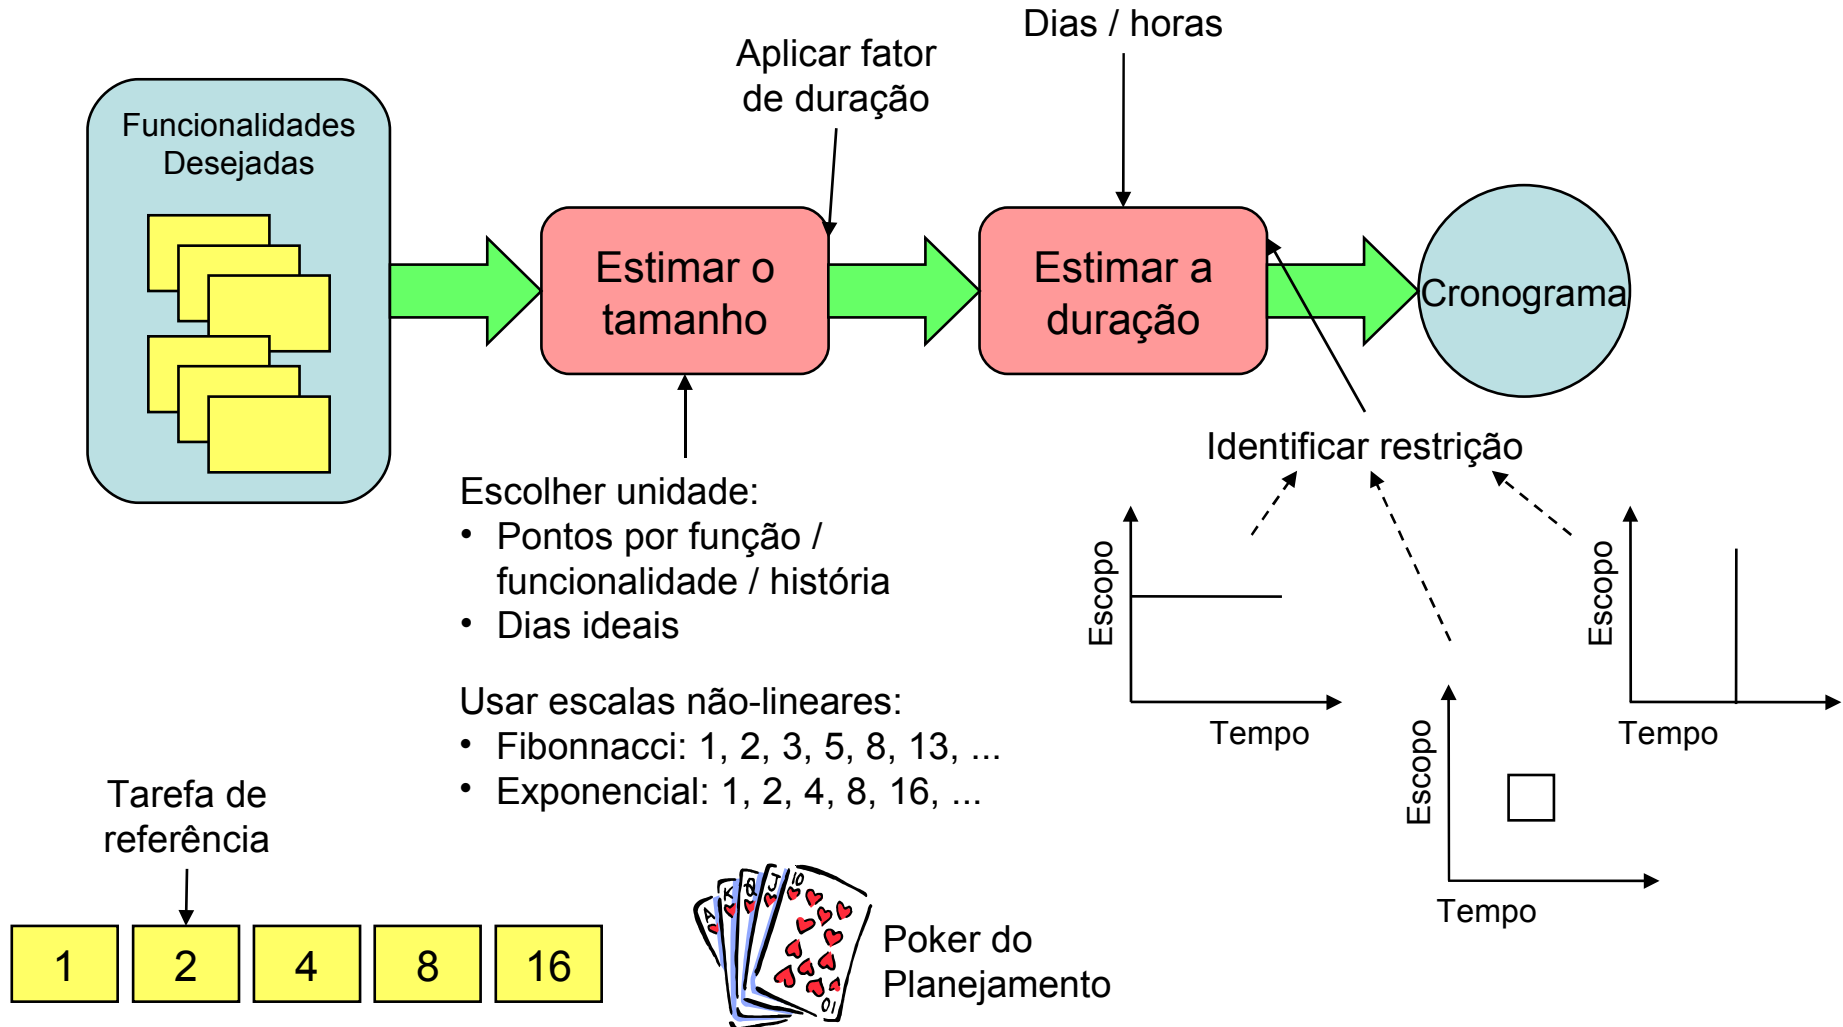 Dias / horas
Aplicar fator
de duração
Funcionalidades
Desejadas
Estimar o
tamanho
Estimar a
duração
Cronograma
Identificar restrição
Escolher unidade:
• Pontos por função /
funcionalidade / história
• Dias ideais
Usar escalas não-lineares:
• Fibonnacci: 1, 2, 3, 5, 8, 13, ...
• Exponencial: 1, 2, 4, 8, 16, ...
Escopo
Tempo
Escopo
Tempo
Escopo
Tempo
Tarefa de
referência
1
2
4
8
16
A
K
Q
J
10
10
Poker do
Planejamento